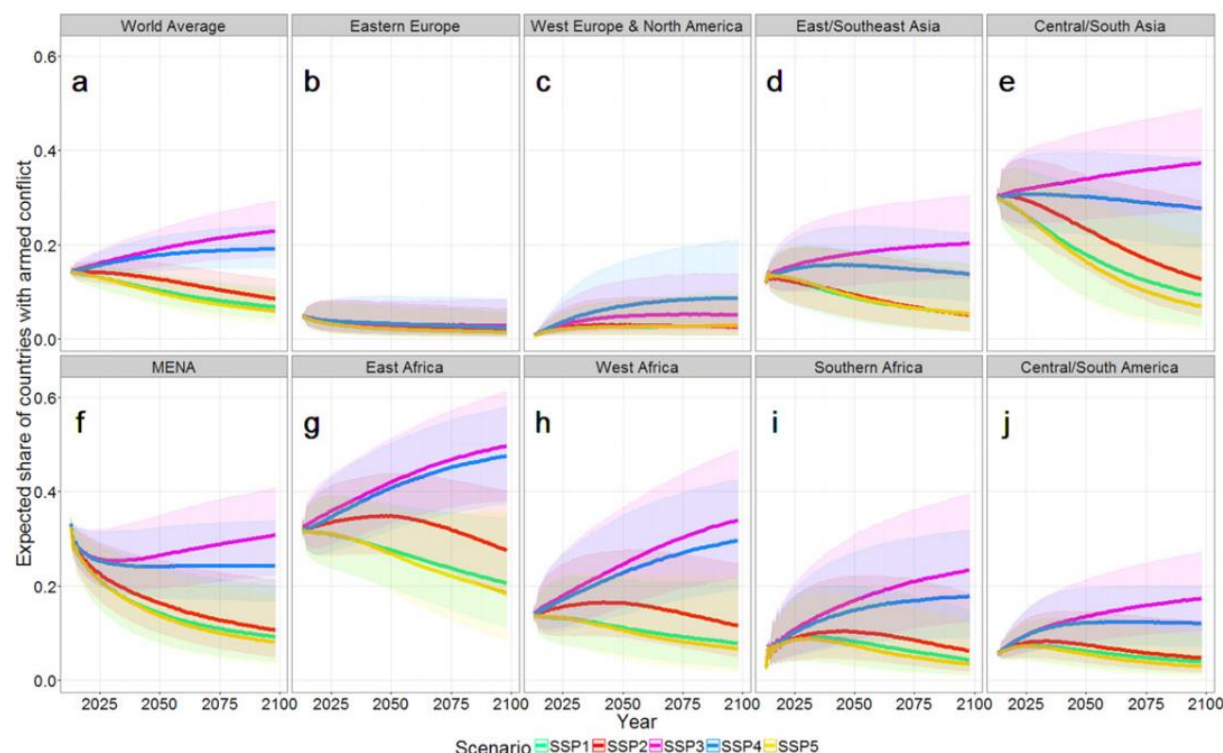 World Average Eastern Europe West Europe & North America East/Southeast Asia Central/South Asia
a b c d e
0.6
0.4
0.2
0.0
Expected share of countries with armed conflict
MENA East Africa West Africa Southern Africa Central/South America
f g h i j
0.6
0.4
0.2
0.0
2025 2050 2075 2100 2025 2050 2075 2100 2025 2050 2075 2100 2025 2050 2075 2100 2025 2050 2075 2100
Year
Scenario SSP1 SSP2 SSP3 SSP4 SSP5